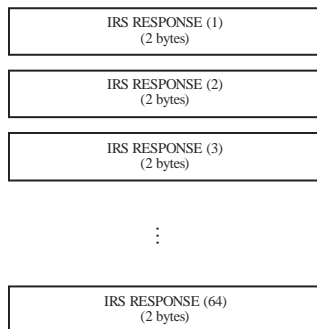 IRS RESPONSE (1)
(2 bytes)
IRS RESPONSE (2)
(2 bytes)
IRS RESPONSE (3)
(2 bytes)
⋮
IRS RESPONSE (64)
(2 bytes)